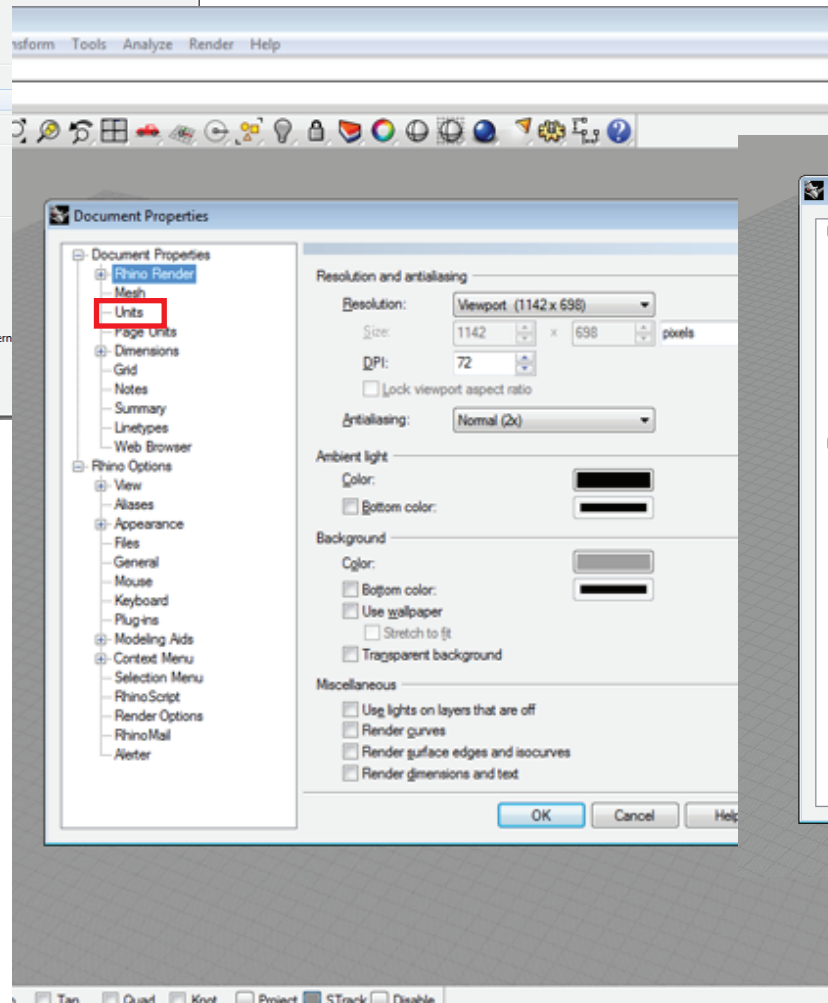 nsform Tools Analyze Render Help
Document Properties
Document Properties
Rhino Render
Mesh
Units
Page Units
Dimensions
Grid
Notes
Summary
Linetypes
Web Browser
Rhino Options
View
Aliases
Appearance
Files
General
Mouse
Keyboard
Plug-ins
Modeling Aids
Context Menu
Selection Menu
RhinoScript
Render Options
RhinoMail
Alerter
Resolution and antialiasing
Resolution: Viewport (1142 x 698)
Size: 1142 x 698 pixels
DPI: 72
Lock viewport aspect ratio
Antialiasing: Normal (2x)
Ambient light
Color:
Bottom color:
Background
Color:
Bottom color:
Use wallpaper
Stretch to fit
Transparent background
Miscellaneous
Use lights on layers that are off
Render curves
Render surface edges and isocurves
Render dimensions and text
OK Cancel Help
ern
Tan Quad Knot Project STrack Disable